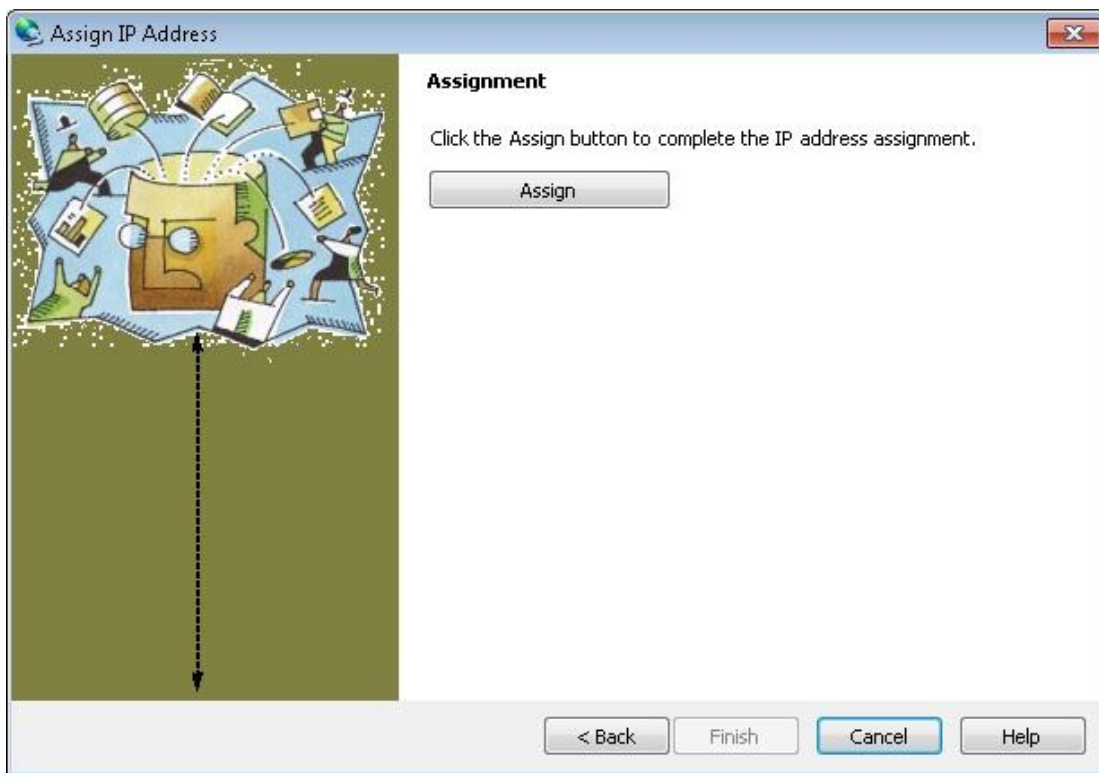 Assign IP Address
Assignment
Click the Assign button to complete the IP address assignment.
Assign
< Back
Finish
Cancel
Help